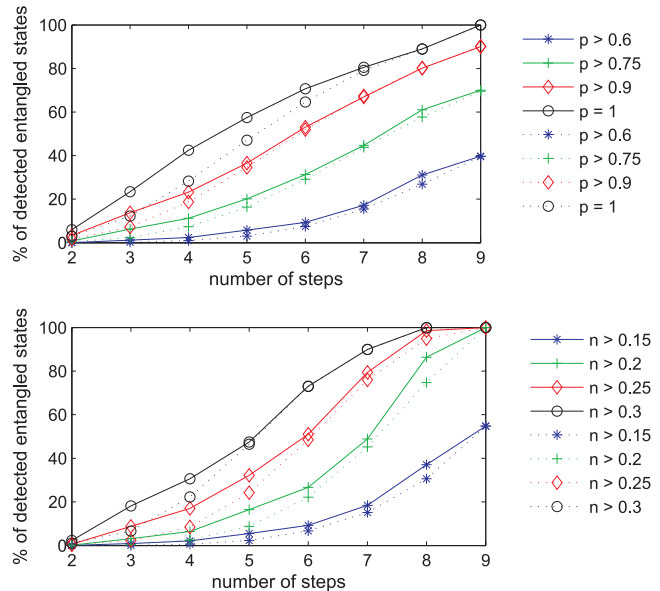 % of detected entangled states
100
80
60
40
20
0
2 3 4 5 6 7 8 9
number of steps
p > 0.6
p > 0.75
p > 0.9
p = 1
p > 0.6
p > 0.75
p > 0.9
p = 1
% of detected entangled states
100
80
60
40
20
0
2 3 4 5 6 7 8 9
number of steps
n > 0.15
n > 0.2
n > 0.25
n > 0.3
n > 0.15
n > 0.2
n > 0.25
n > 0.3